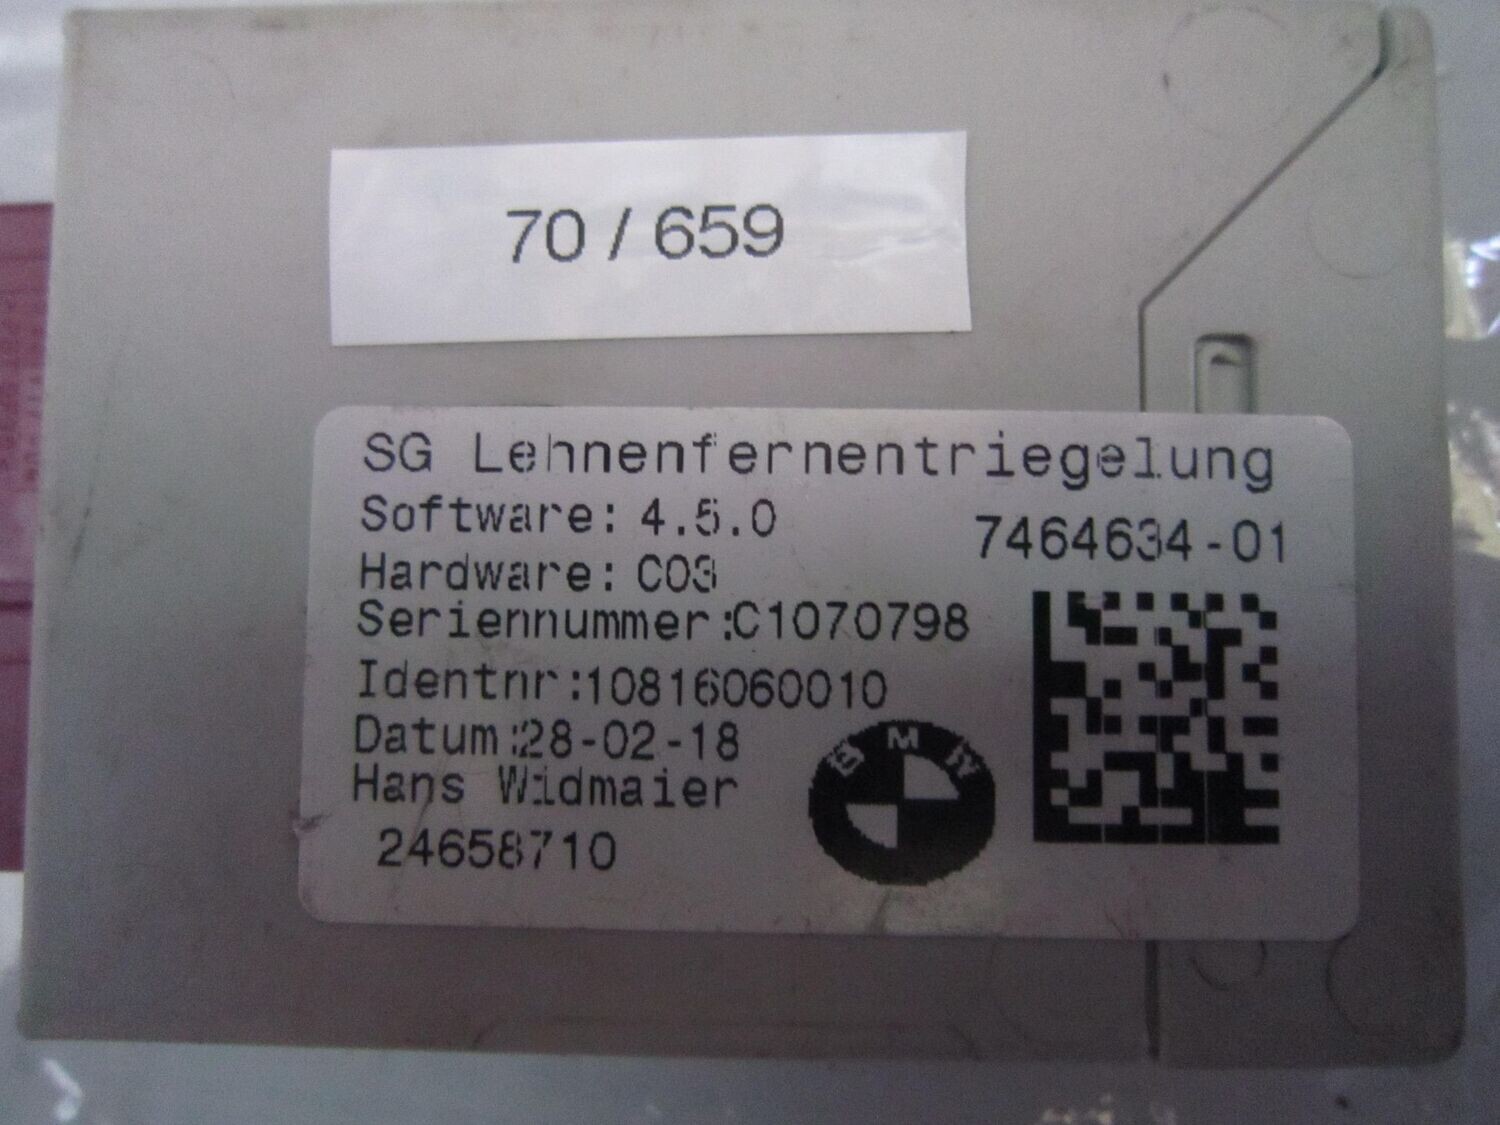 70 / 659
SG Lehnenfernentriegelung
Software: 4.5.0
7464634-01
Hardware: C03
Seriennummer:C1070798
Identnr:10816060010
Datum:28-02-18
Hans Widmaier
24658710
BMW